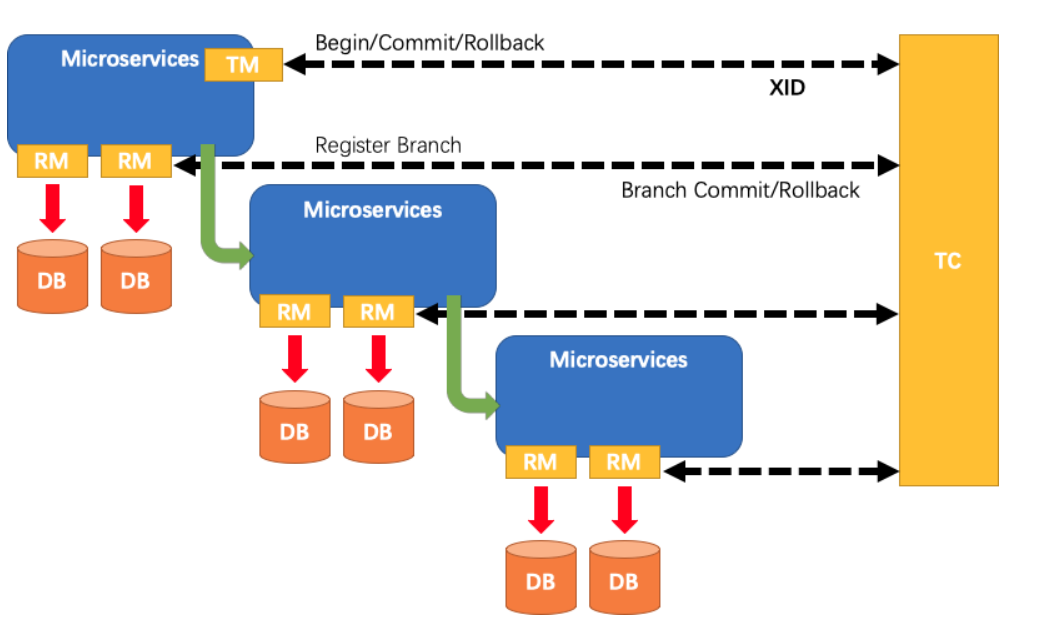 Begin/Commit/Rollback
Microservices
TM
XID
Register Branch
RM
RM
Branch Commit/Rollback
Microservices
DB
DB
TC
RM
RM
Microservices
DB
DB
RM
RM
DB
DB